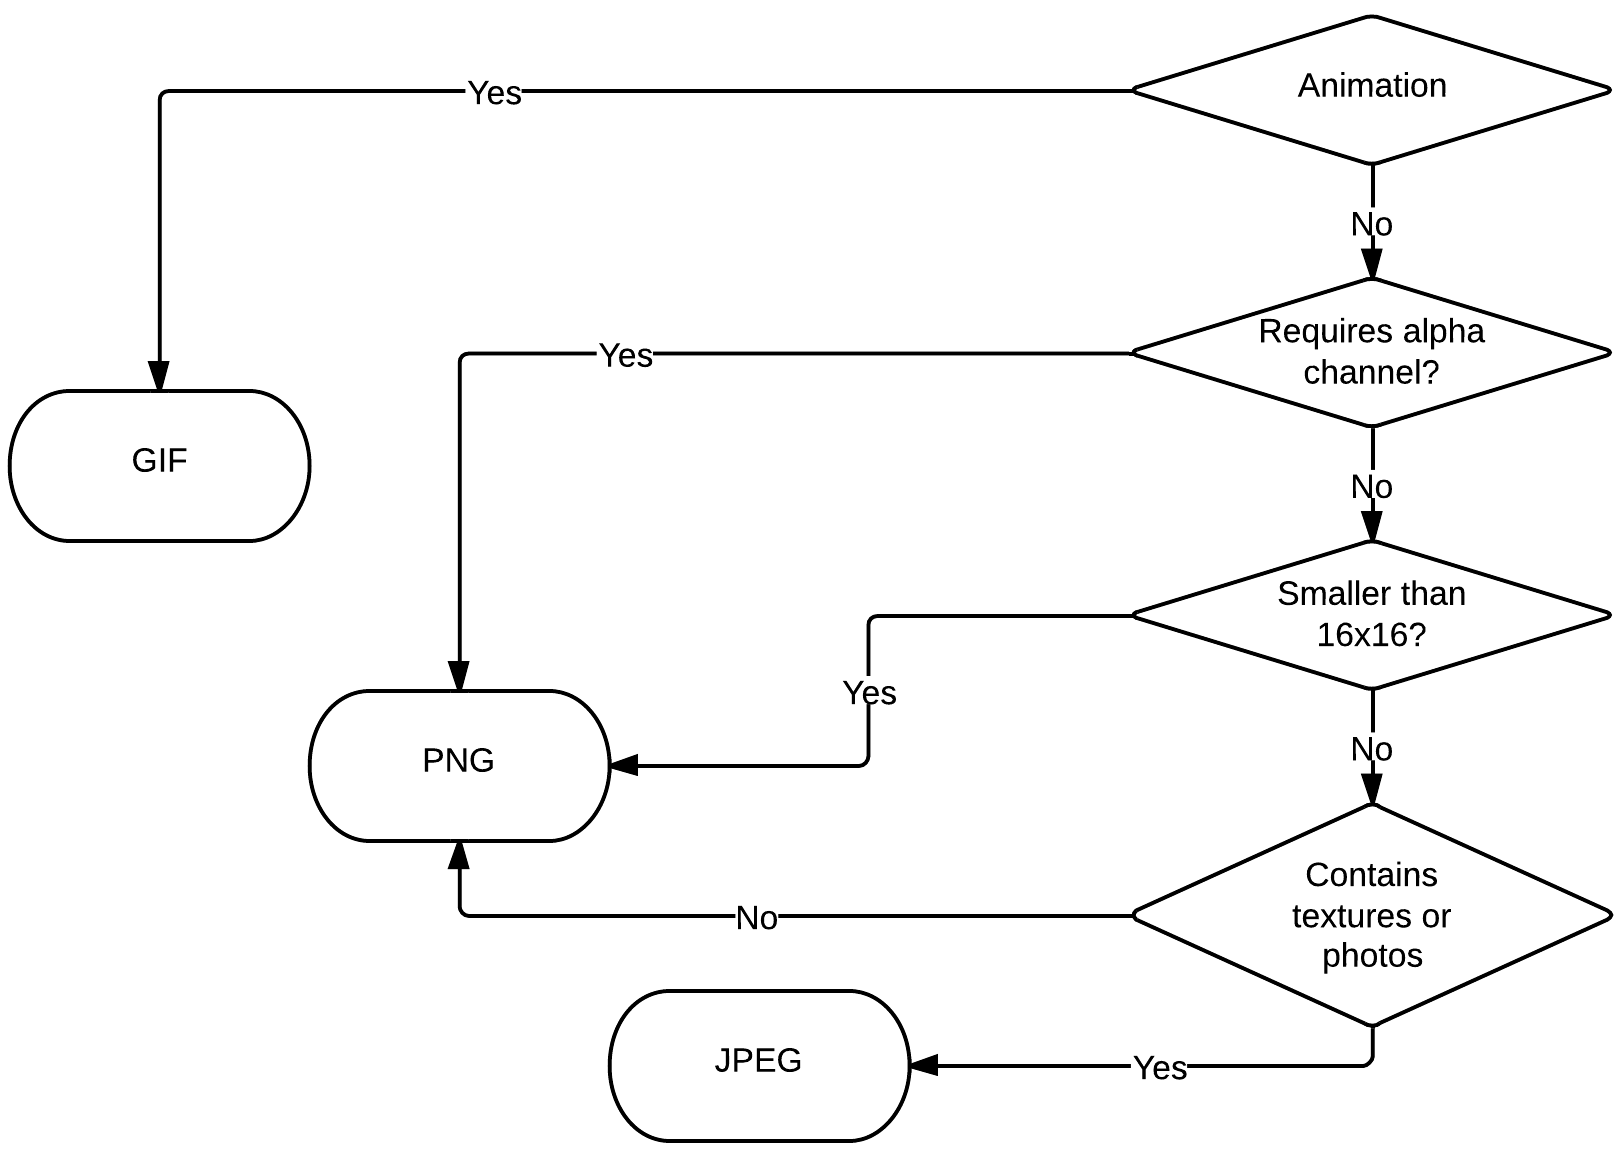 Animation
Yes
No
Requires alpha
channel?
Yes
GIF
No
Smaller than
16x16?
Yes
No
PNG
Contains
textures or
photos
No
JPEG
Yes